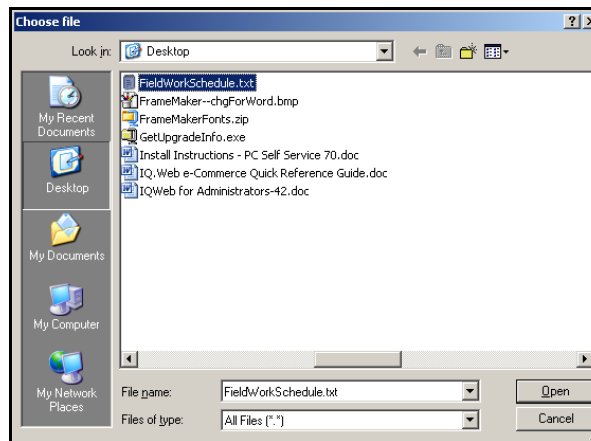 Choose file
Look in:
Desktop
My Recent
Documents
Desktop
My Documents
My Computer
My Network
Places
FieldWorkSchedule.txt
FrameMaker--chgForWord.bmp
FrameMakerFonts.zip
GetUpgradeInfo.exe
Install Instructions - PC Self Service 70.doc
IQ.Web e-Commerce Quick Reference Guide.doc
IQWeb for Administrators-42.doc
File name:
FieldWorkSchedule.txt
Open
Files of type:
All Files (*.*)
Cancel